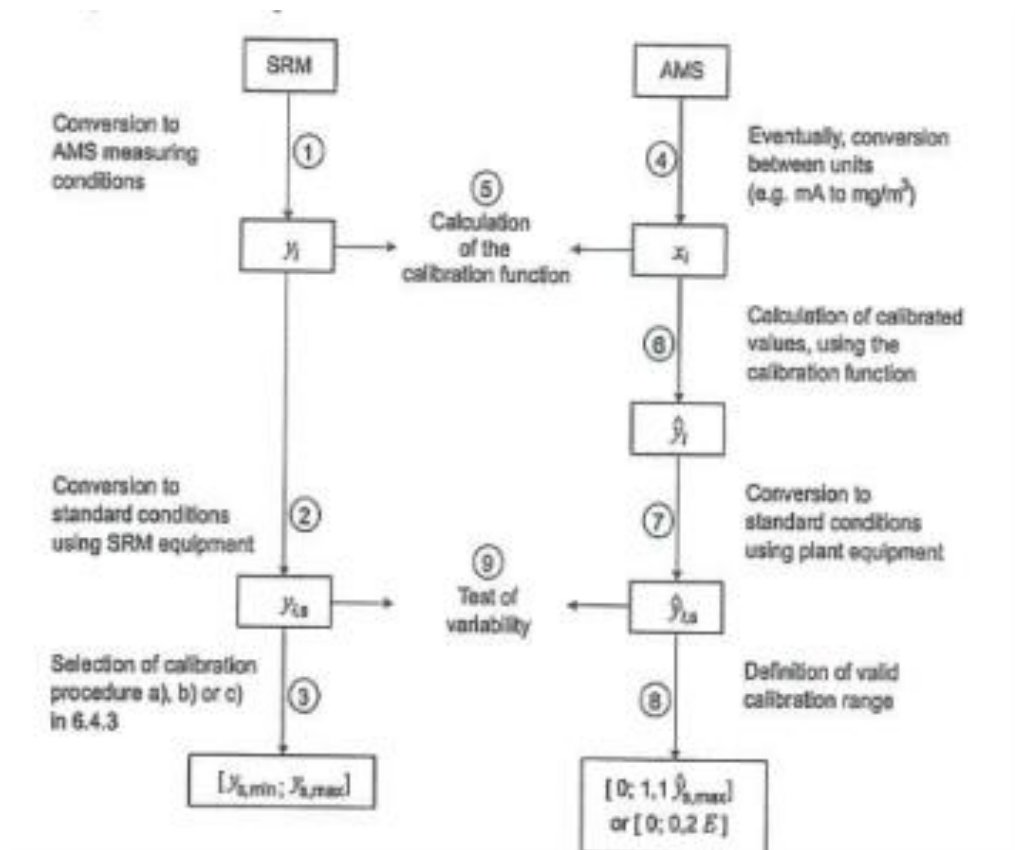 SRM
AMS
Conversion to
AMS measuring
conditions
1
4
Eventually, conversion
between units
(e.g. mA to mg/m³)
5
Calculation
of the
calibration function
yᵢ
xᵢ
6
Calculation of calibrated
values, using the
calibration function
ŷᵢ
Conversion to
standard conditions
using SRM equipment
2
7
Conversion to
standard conditions
using plant equipment
9
Test of
variability
yᵢ,ₛ
ŷᵢ,ₛ
Selection of calibration
procedure a), b) or c)
in 6.4.3
3
8
Definition of valid
calibration range
[yₛ,min; yₛ,max]
[0; 1,1 ŷₛ,max]
or [0; 0,2 E]